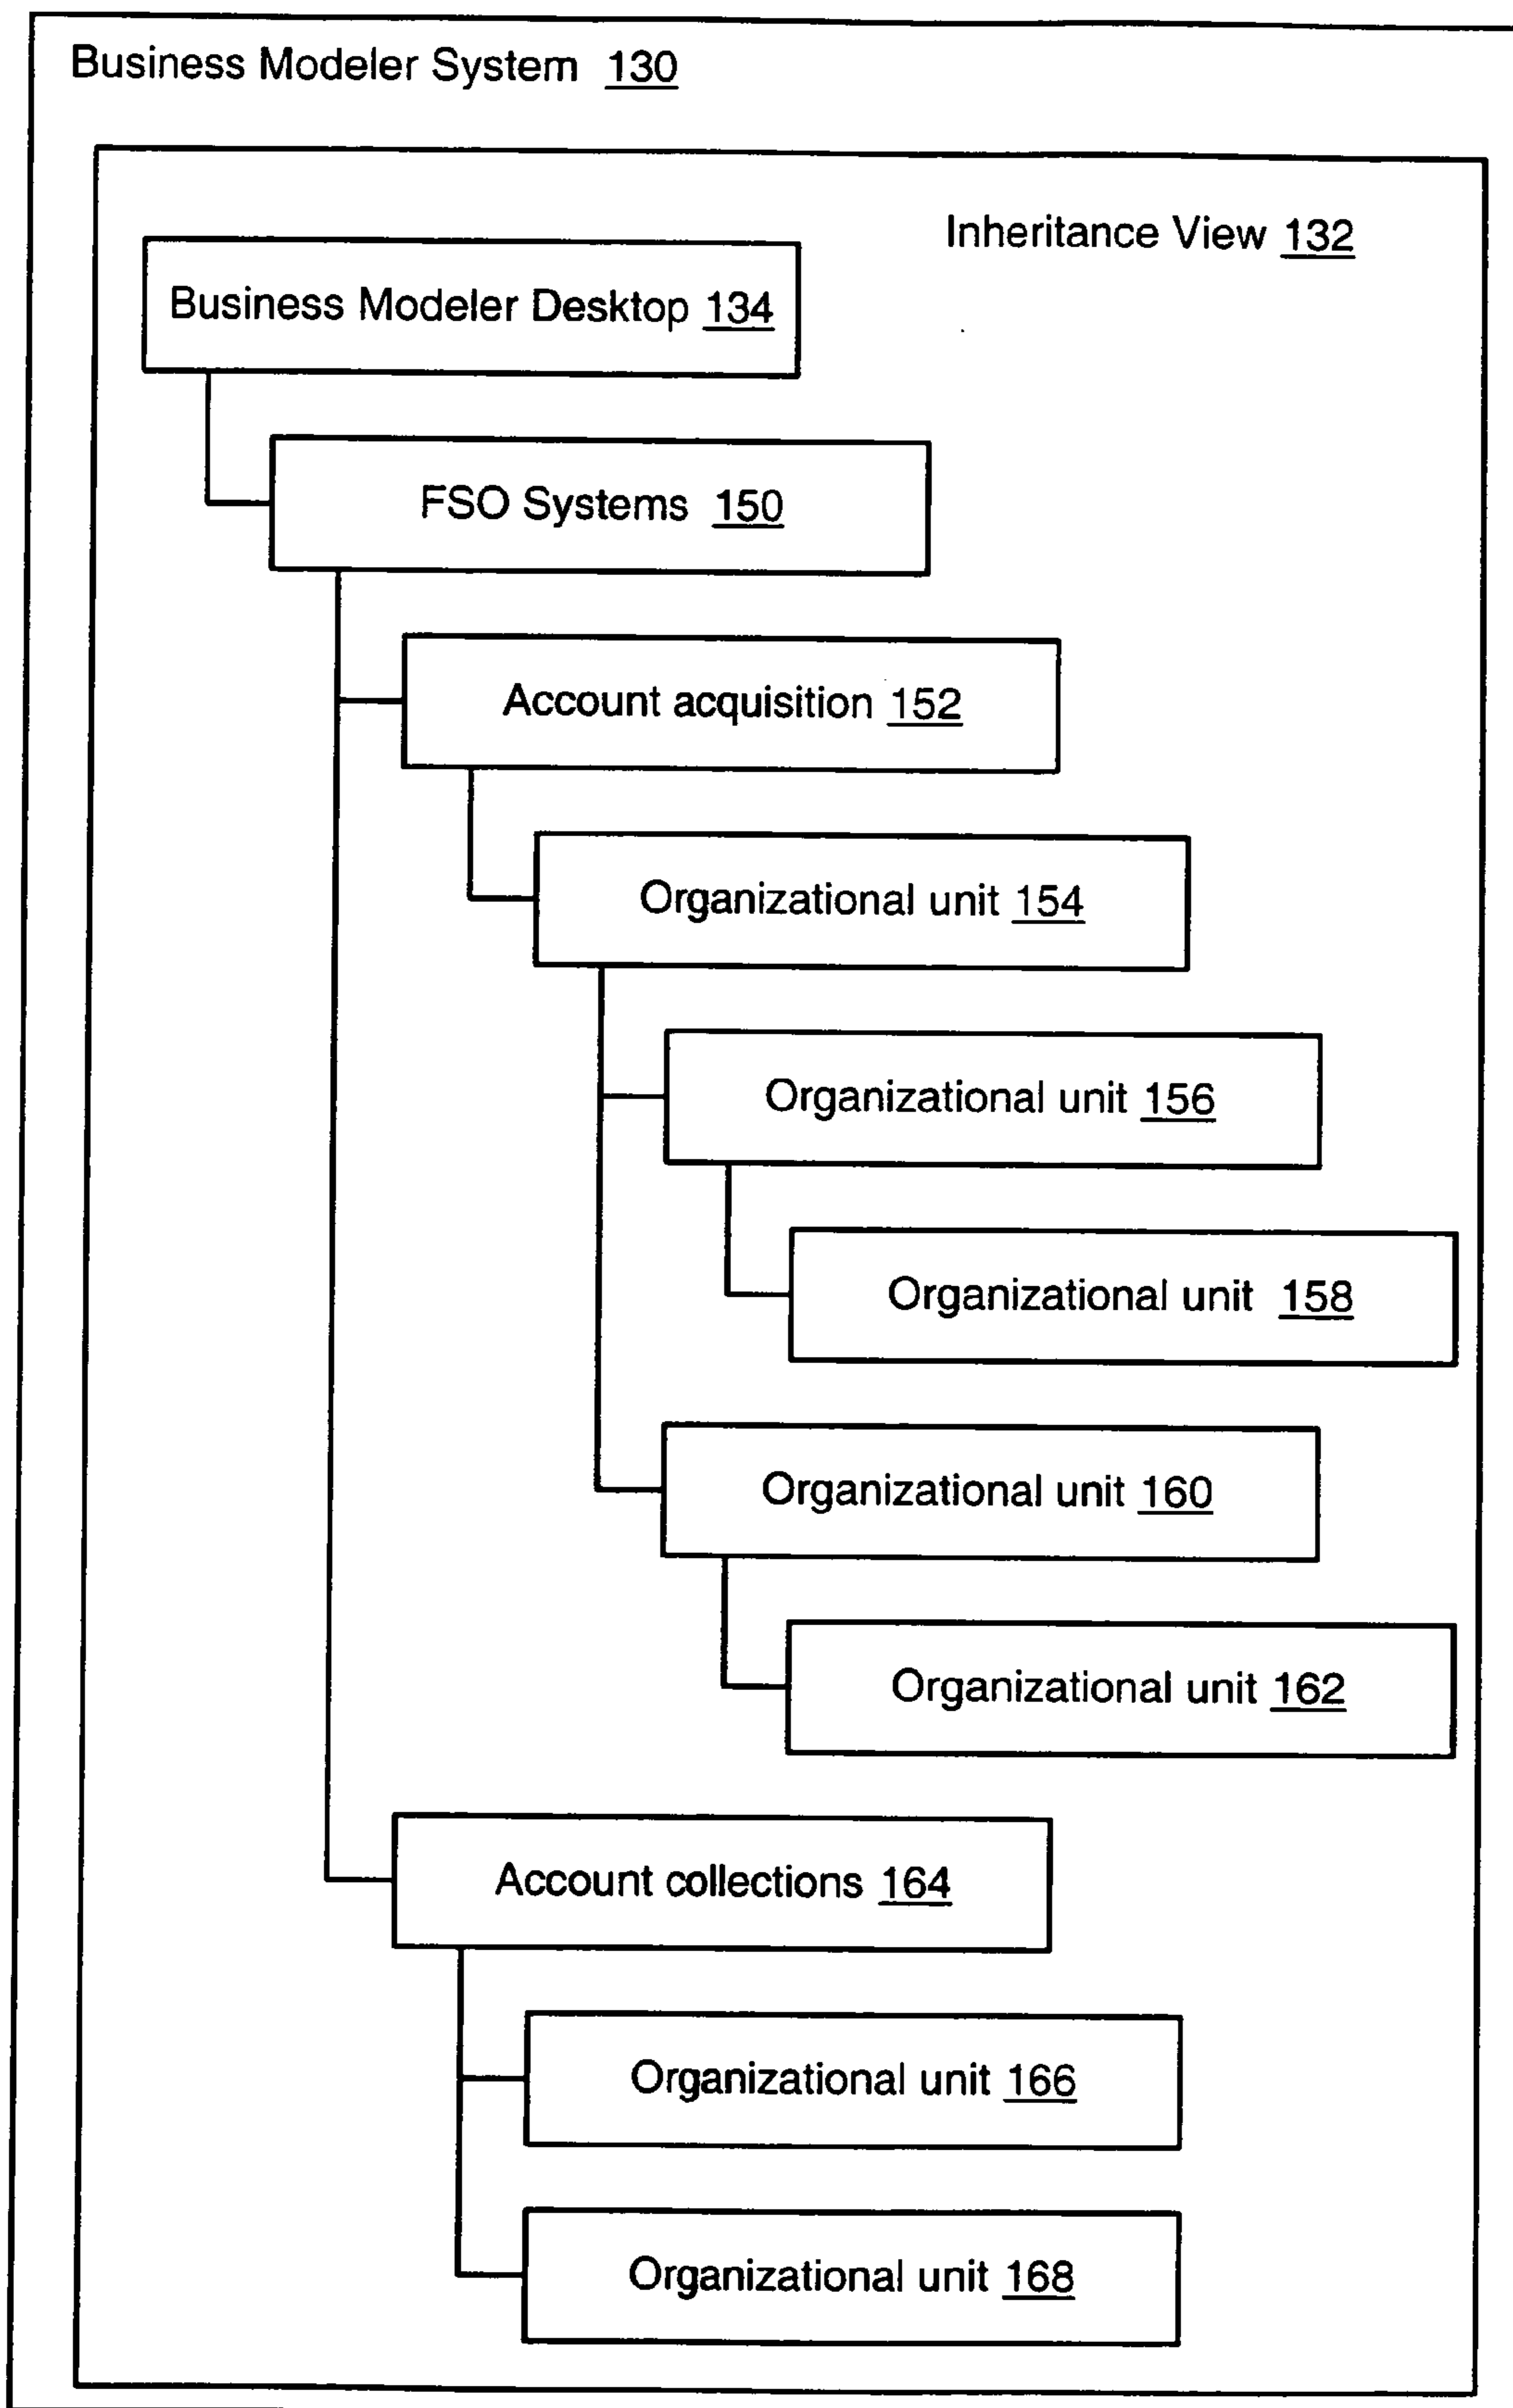 Business Modeler System 130
Inheritance View 132
Business Modeler Desktop 134
FSO Systems 150
Account acquisition 152
Organizational unit 154
Organizational unit 156
Organizational unit 158
Organizational unit 160
Organizational unit 162
Account collections 164
Organizational unit 166
Organizational unit 168